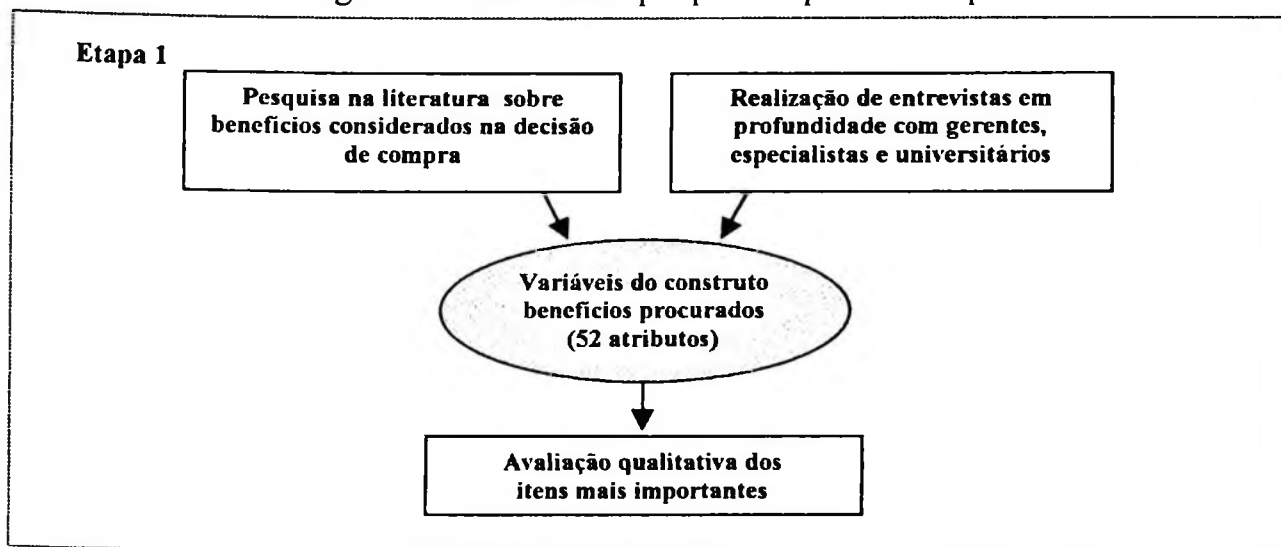 Etapa 1
Pesquisa na literatura sobre
benefícios considerados na decisão
de compra
Realização de entrevistas em
profundidade com gerentes,
especialistas e universitários
Variáveis do construto
benefícios procurados
(52 atributos)
Avaliação qualitativa dos
itens mais importantes